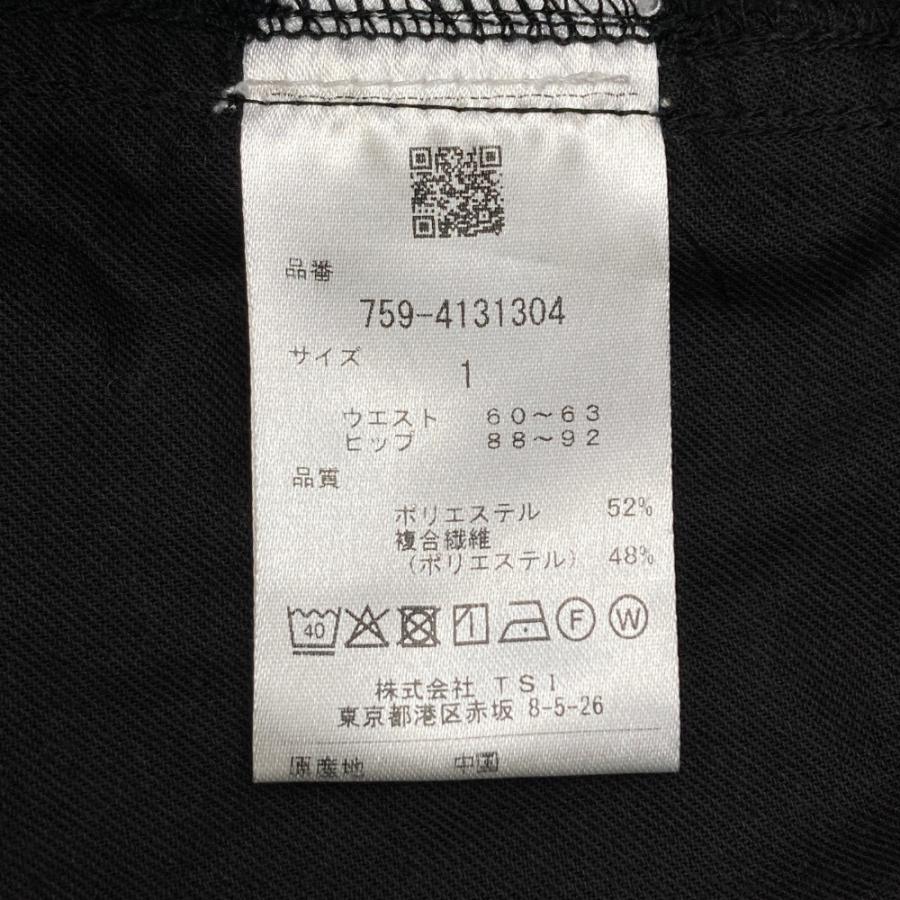 品番
759-4131304
サイズ
1
ウエスト 60～63
ヒップ 88～92
品質
ポリエステル 52%
複合繊維
(ポリエステル) 48%
40 F W
株式会社 TSI
東京都港区赤坂 8-5-26
原産地 中国